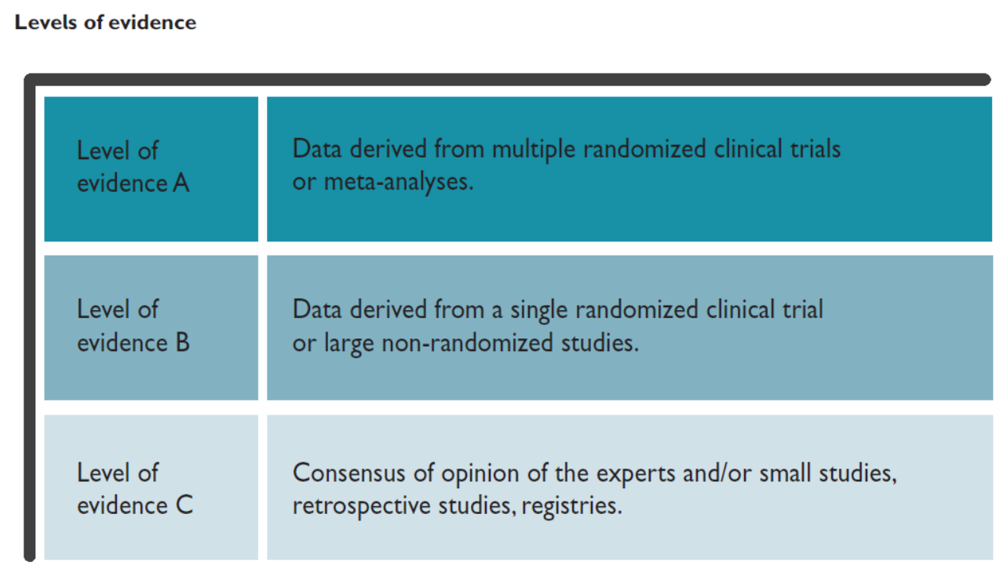 Levels of evidence
Level of
evidence A
Data derived from multiple randomized clinical trials
or meta-analyses.
Level of
evidence B
Data derived from a single randomized clinical trial
or large non-randomized studies.
Level of
evidence C
Consensus of opinion of the experts and/or small studies,
retrospective studies, registries.